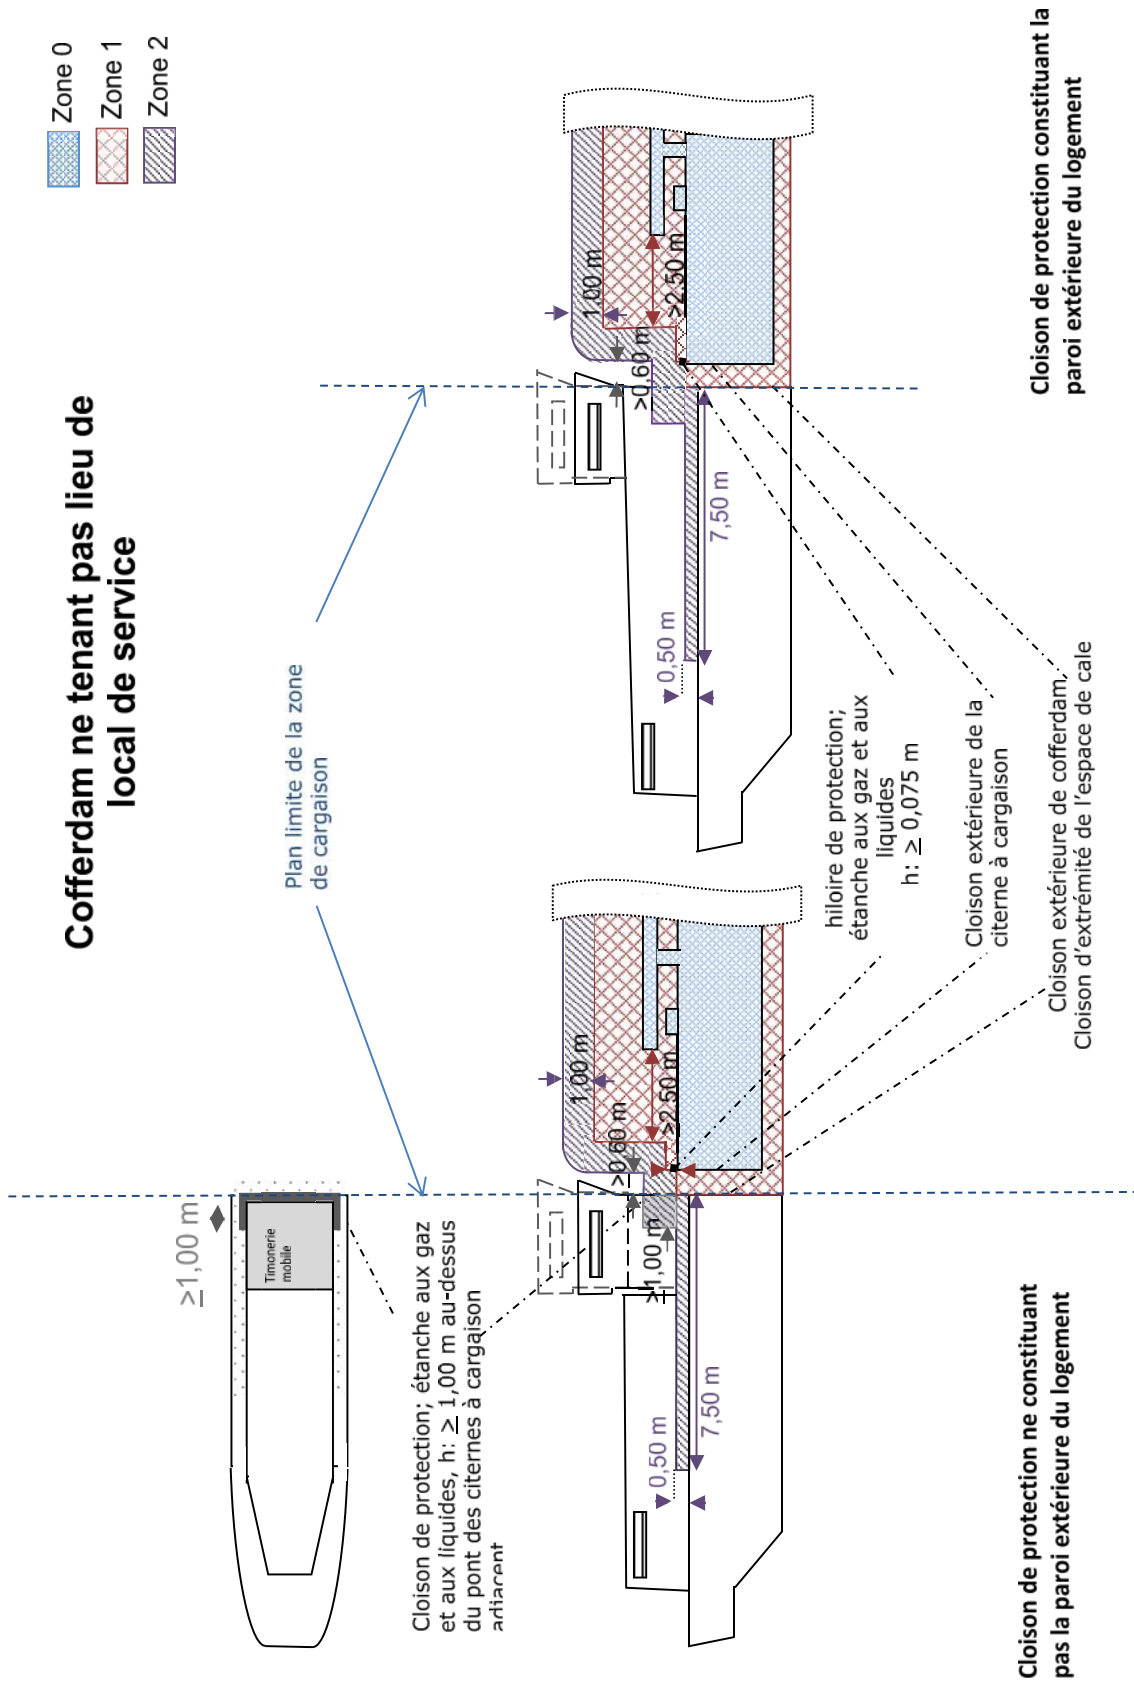 Cofferdam ne tenant pas lieu de
local de service
Zone 0
Zone 1
Zone 2
Plan limite de la zone
de cargaison
≥1,00 m
Timonerie
mobile
Cloison de protection; étanche aux gaz
et aux liquides, h: ≥ 1,00 m au-dessus
du pont des citernes à cargaison
adjacent
1,00 m
≥0,60 m
>2,50 m
>1,00 m
0,50 m
7,50 m
1,00 m
>0,60 m
>2,50 m
0,50 m
7,50 m
hiloire de protection;
étanche aux gaz et aux
liquides
h: ≥ 0,075 m
Cloison extérieure de la
citerne à cargaison
Cloison extérieure de cofferdam,
Cloison d'extrémité de l'espace de cale
Cloison de protection ne constituant
pas la paroi extérieure du logement
Cloison de protection constituant la
paroi extérieure du logement